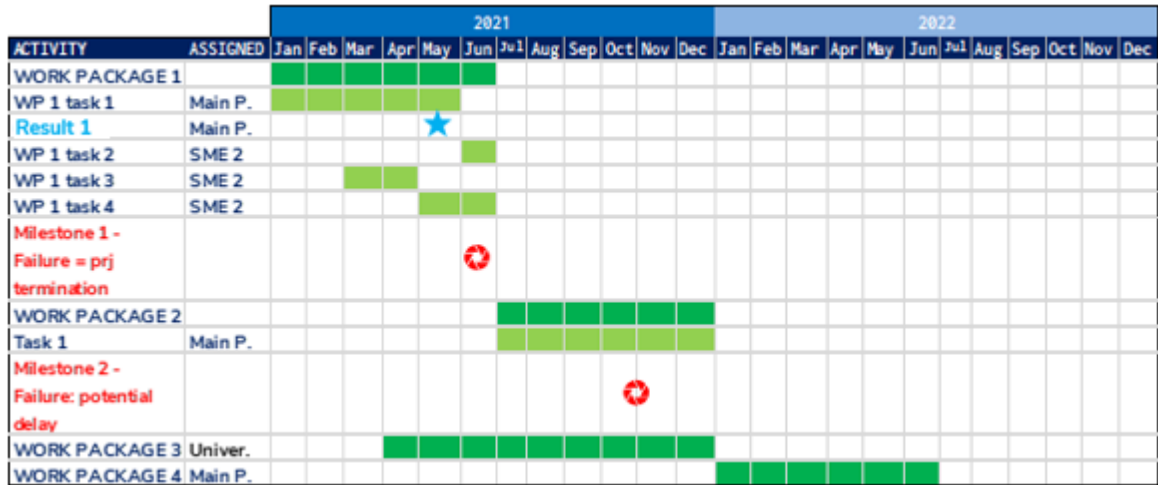 2021 2022
ACTIVITY ASSIGNED Jan Feb Mar Apr May Jun Jul Aug Sep Oct Nov Dec Jan Feb Mar Apr May Jun Jul Aug Sep Oct Nov Dec
WORK PACKAGE 1
WP 1 task 1 Main P.
Result 1 Main P.
WP 1 task 2 SME 2
WP 1 task 3 SME 2
WP 1 task 4 SME 2
Milestone 1 -
Failure = prj
termination
WORK PACKAGE 2
Task 1 Main P.
Milestone 2 -
Failure: potential
delay
WORK PACKAGE 3 Univer.
WORK PACKAGE 4 Main P.